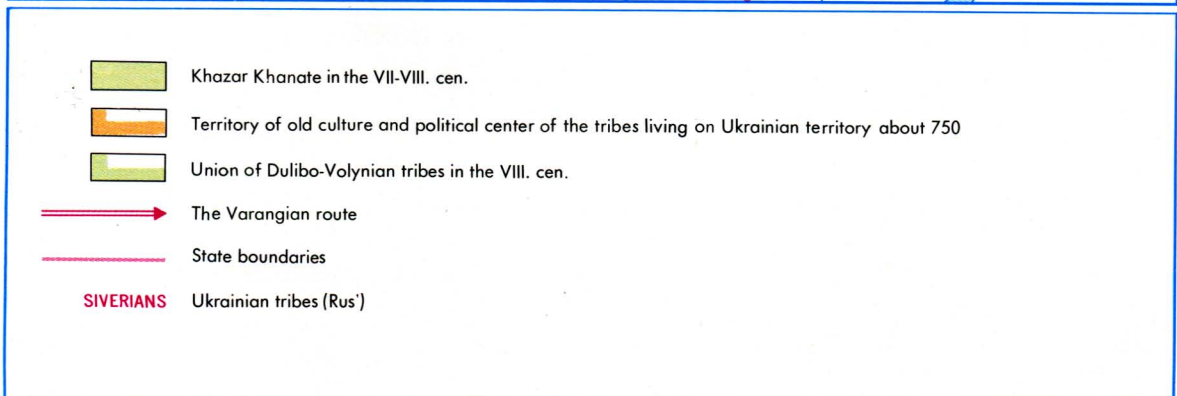 Khazar Khanate in the VII-VIII. cen.
Territory of old culture and political center of the tribes living on Ukrainian territory about 750
Union of Dulibo-Volynian tribes in the VIII. cen.
The Varangian route
State boundaries
SIVERIANS Ukrainian tribes (Rus')